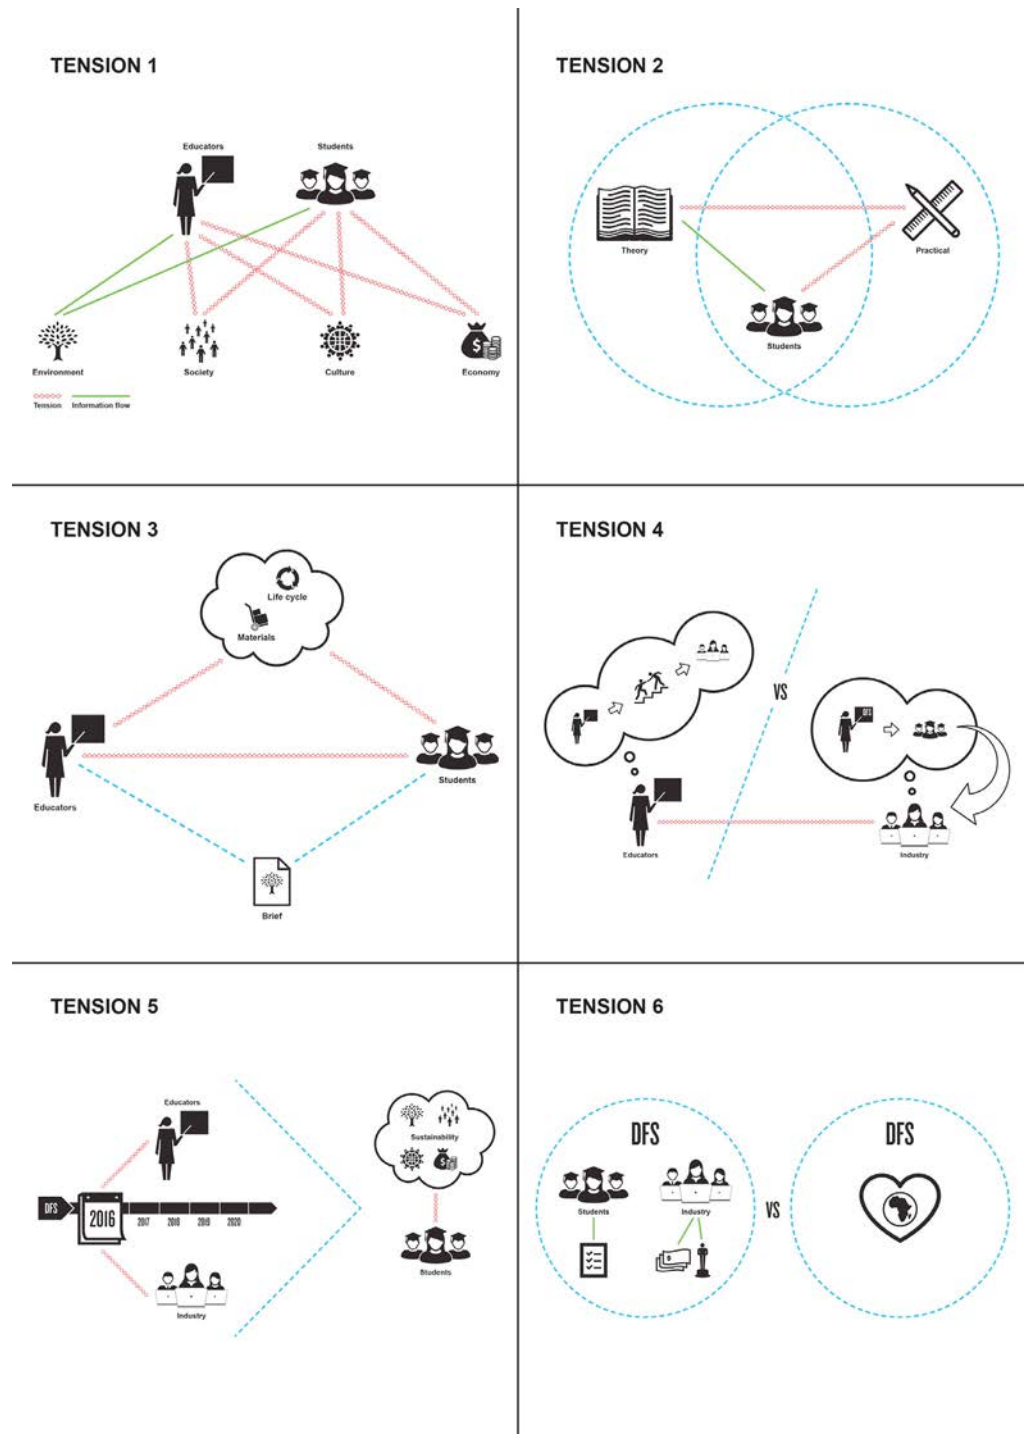 TENSION 1
Educators
Students
Environment
Society
Culture
Economy
Tension
Information flow
TENSION 2
Theory
Practical
Students
TENSION 3
Life cycle
Materials
Educators
Students
Brief
TENSION 4
VS
DFS
Educators
Industry
TENSION 5
Educators
DFS
2016
2017
2018
2019
2020
Industry
Sustainability
Students
TENSION 6
DFS
Students
Industry
VS
DFS